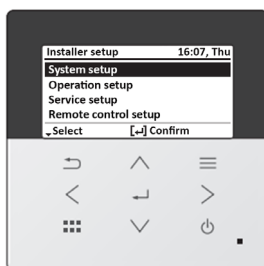 Installer setup 16:07, Thu
System setup
Operation setup
Service setup
Remote control setup
Select [↵] Confirm